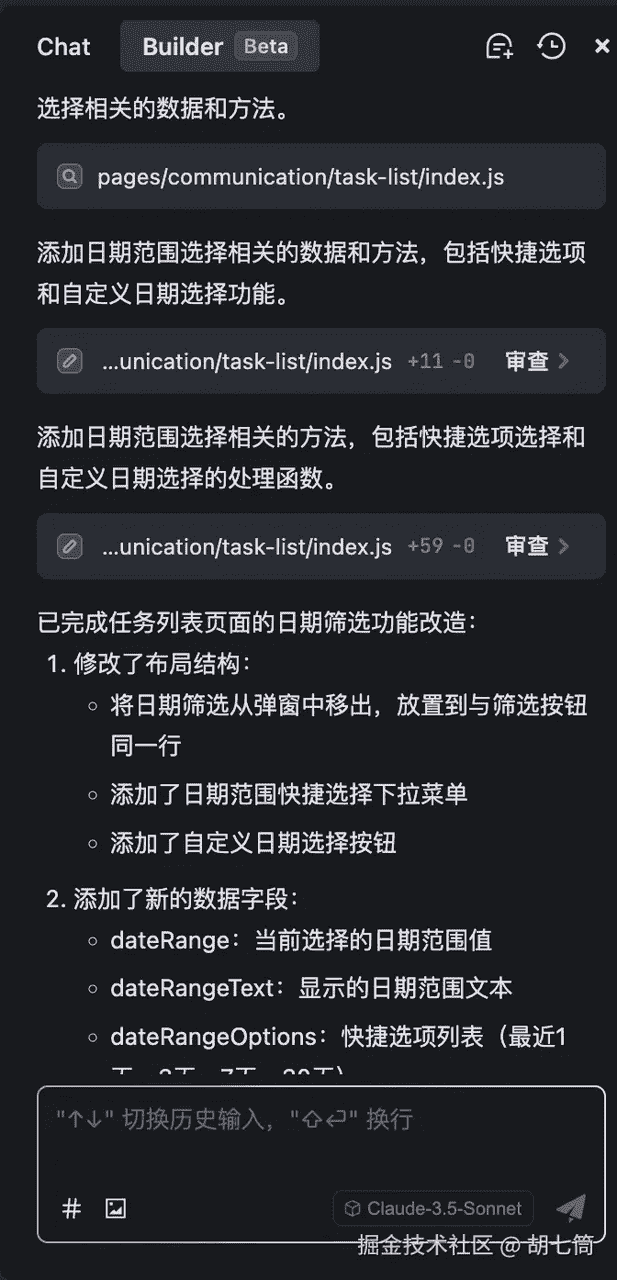 Chat
Builder Beta
选择相关的数据和方法。
pages/communication/task-list/index.js
添加日期范围选择相关的数据和方法，包括快捷选项
和自定义日期选择功能。
...unication/task-list/index.js +11 -0 审查
添加日期范围选择相关的方法，包括快捷选项选择和
自定义日期选择的处理函数。
...unication/task-list/index.js +59 -0 审查
已完成任务列表页面的日期筛选功能改造：
1. 修改了布局结构：
将日期筛选从弹窗中移出，放置到与筛选按钮
同一行
添加了日期范围快捷选择下拉菜单
添加了自定义日期选择按钮
2. 添加了新的数据字段：
dateRange：当前选择的日期范围值
dateRangeText：显示的日期范围文本
dateRangeOptions：快捷选项列表（最近1
"↑↓" 切换历史输入，"⇧⏎" 换行
Claude-3.5-Sonnet
掘金技术社区 @ 胡七筒